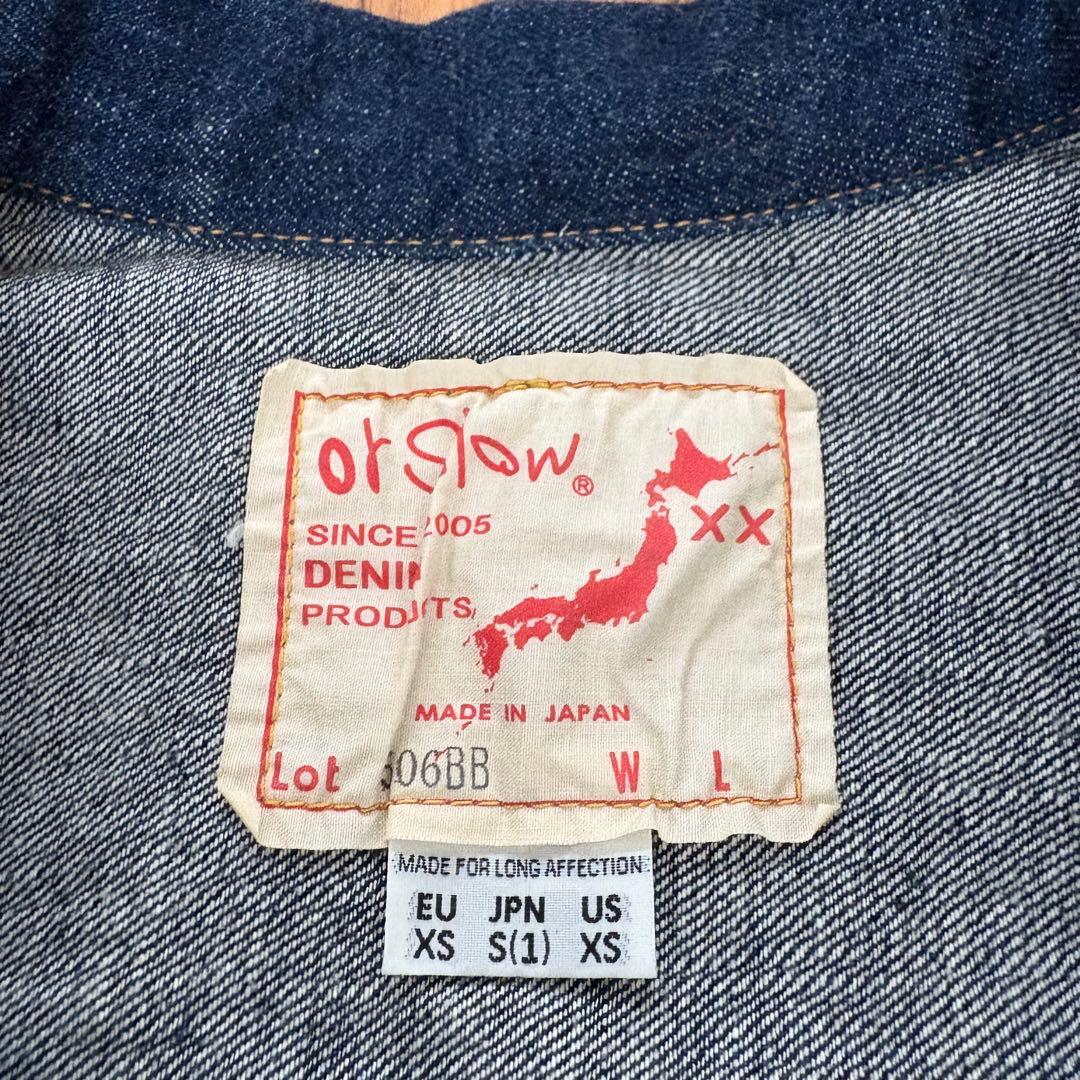 or slow®
SINCE 2005
XX
DENIM
PRODUCTS
MADE IN JAPAN
Lot 506BB W L
MADE FOR LONG AFFECTION
EU JPN US
XS S(1) XS